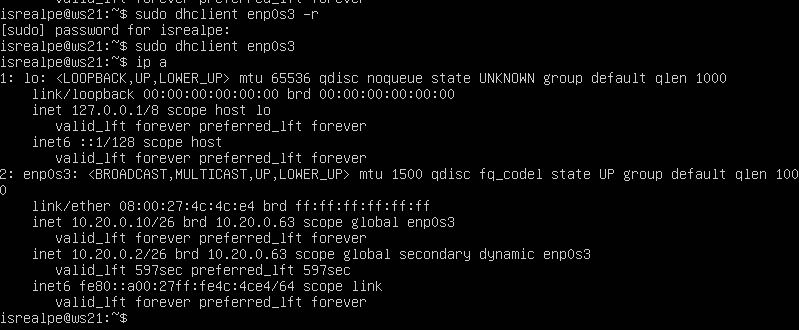 valid_lft forever preferred_lft forever
isrealpe@ws21:~$ sudo dhclient enp0s3 -r
[sudo] password for isrealpe:
isrealpe@ws21:~$ sudo dhclient enp0s3
isrealpe@ws21:~$ ip a
1: lo: <LOOPBACK,UP,LOWER_UP> mtu 65536 qdisc noqueue state UNKNOWN group default qlen 1000
    link/loopback 00:00:00:00:00:00 brd 00:00:00:00:00:00
    inet 127.0.0.1/8 scope host lo
       valid_lft forever preferred_lft forever
    inet6 ::1/128 scope host
       valid_lft forever preferred_lft forever
2: enp0s3: <BROADCAST,MULTICAST,UP,LOWER_UP> mtu 1500 qdisc fq_codel state UP group default qlen 100
0
    link/ether 08:00:27:4c:4c:e4 brd ff:ff:ff:ff:ff:ff
    inet 10.20.0.10/26 brd 10.20.0.63 scope global enp0s3
       valid_lft forever preferred_lft forever
    inet 10.20.0.2/26 brd 10.20.0.63 scope global secondary dynamic enp0s3
       valid_lft 597sec preferred_lft 597sec
    inet6 fe80::a00:27ff:fe4c:4ce4/64 scope link
       valid_lft forever preferred_lft forever
isrealpe@ws21:~$